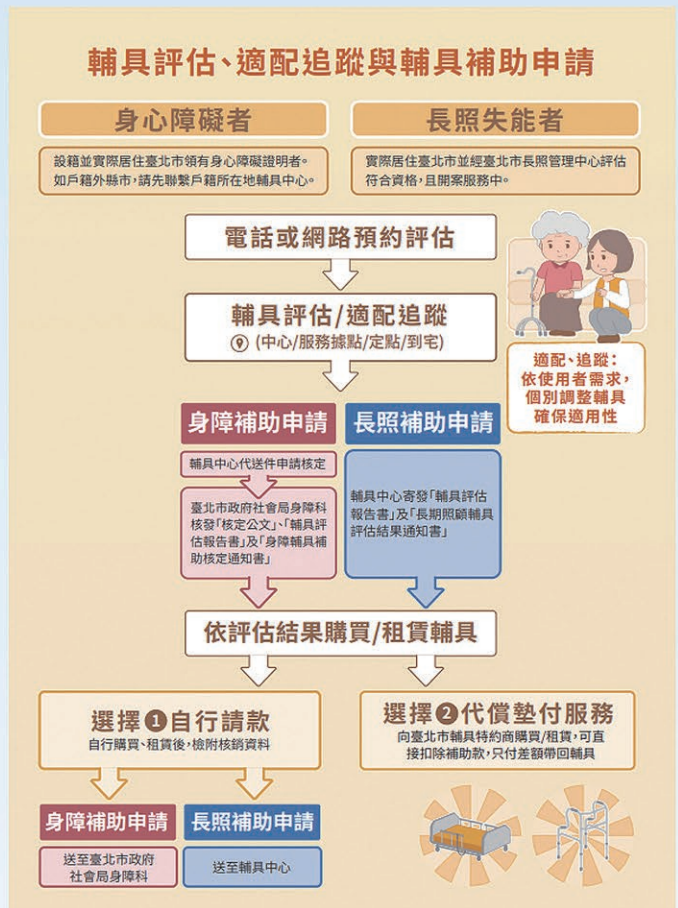 輔具評估、適配追蹤與輔具補助申請
身心障礙者
設籍並實際居住臺北市領有身心障礙證明者。
如戶籍外縣市,請先聯繫戶籍所在地輔具中心。
長照失能者
實際居住臺北市並經臺北市長照管理中心評估
符合資格,且開案服務中。
電話或網路預約評估
輔具評估/適配追蹤
(中心/服務據點/定點/到宅)
適配、追蹤:
依使用者需求,
個別調整輔具
確保適用性
身障補助申請
輔具中心代送件申請核定
臺北市政府社會局身障科
核發「核定公文」、「輔具評
估報告書」及「身障輔具補
助核定通知書」
長照補助申請
輔具中心寄發「輔具評估
報告書」及「長期照顧輔具
評估結果通知書」
依評估結果購買/租賃輔具
選擇❶自行請款
自行購買、租賃後,檢附核銷資料
選擇❷代償墊付服務
向臺北市輔具特約商購買/租賃,可直
接扣除補助款,只付差額帶回輔具
身障補助申請
送至臺北市政府
社會局身障科
長照補助申請
送至輔具中心